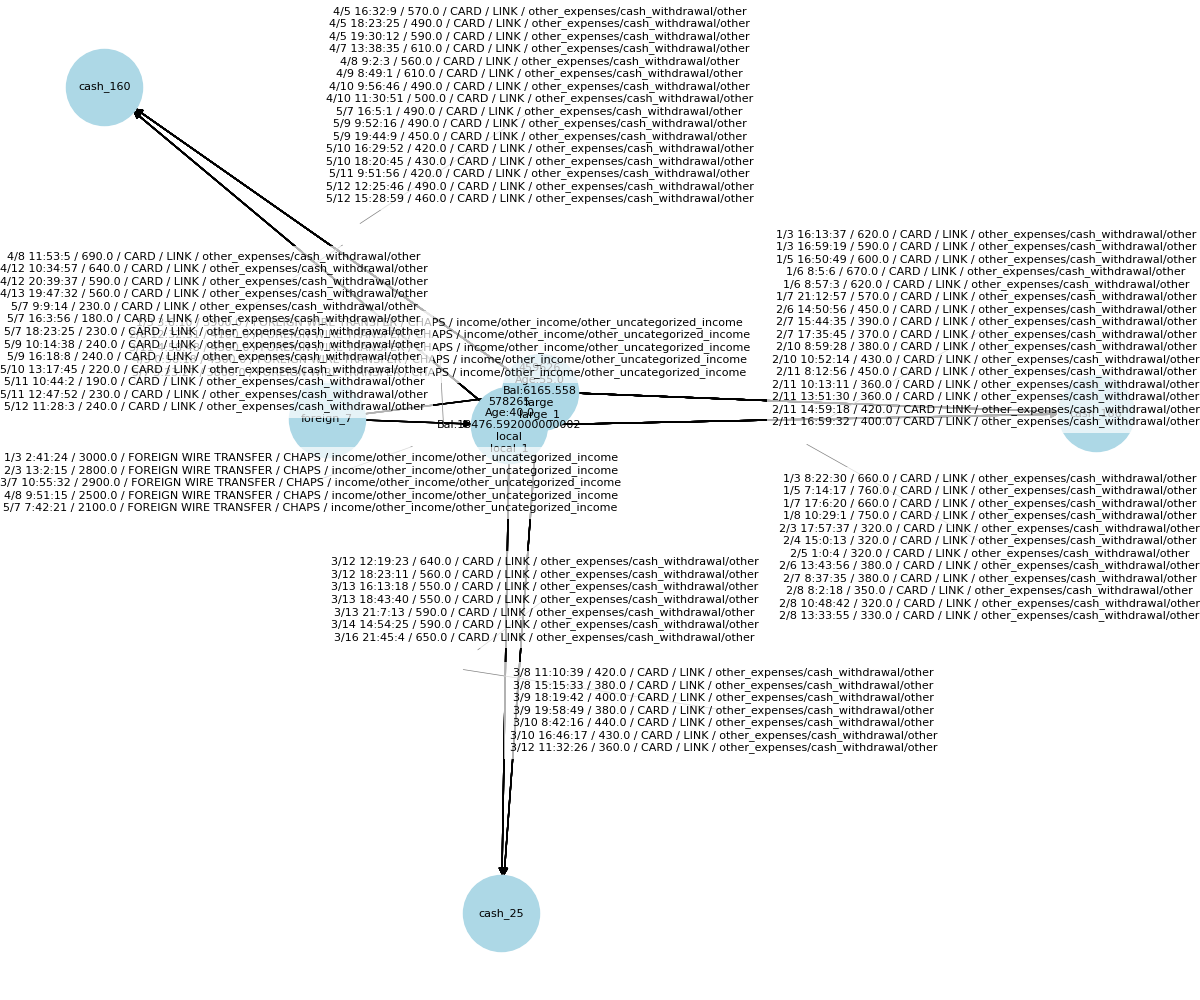 4/5 16:32:9 / 570.0 / CARD / LINK / other_expenses/cash_withdrawal/other
4/5 18:23:25 / 490.0 / CARD / LINK / other_expenses/cash_withdrawal/other
4/5 19:30:12 / 590.0 / CARD / LINK / other_expenses/cash_withdrawal/other
4/7 13:38:35 / 610.0 / CARD / LINK / other_expenses/cash_withdrawal/other
4/8 9:2:3 / 560.0 / CARD / LINK / other_expenses/cash_withdrawal/other
4/9 8:49:1 / 610.0 / CARD / LINK / other_expenses/cash_withdrawal/other
4/10 9:56:46 / 490.0 / CARD / LINK / other_expenses/cash_withdrawal/other
4/10 11:30:51 / 500.0 / CARD / LINK / other_expenses/cash_withdrawal/other
5/7 16:5:1 / 490.0 / CARD / LINK / other_expenses/cash_withdrawal/other
5/9 9:52:16 / 490.0 / CARD / LINK / other_expenses/cash_withdrawal/other
5/9 19:44:9 / 450.0 / CARD / LINK / other_expenses/cash_withdrawal/other
5/10 16:29:52 / 420.0 / CARD / LINK / other_expenses/cash_withdrawal/other
5/10 18:20:45 / 430.0 / CARD / LINK / other_expenses/cash_withdrawal/other
5/11 9:51:56 / 420.0 / CARD / LINK / other_expenses/cash_withdrawal/other
5/12 12:25:46 / 490.0 / CARD / LINK / other_expenses/cash_withdrawal/other
5/12 15:28:59 / 460.0 / CARD / LINK / other_expenses/cash_withdrawal/other
cash_160
4/8 11:53:5 / 690.0 / CARD / LINK / other_expenses/cash_withdrawal/other
4/12 10:34:57 / 640.0 / CARD / LINK / other_expenses/cash_withdrawal/other
4/12 20:39:37 / 590.0 / CARD / LINK / other_expenses/cash_withdrawal/other
4/13 19:47:32 / 560.0 / CARD / LINK / other_expenses/cash_withdrawal/other
5/7 9:9:14 / 230.0 / CARD / LINK / other_expenses/cash_withdrawal/other
5/7 16:3:56 / 180.0 / CARD / LINK / other_expenses/cash_withdrawal/other
5/7 18:23:25 / 230.0 / CARD / LINK / other_expenses/cash_withdrawal/other
5/9 10:14:38 / 240.0 / CARD / LINK / other_expenses/cash_withdrawal/other
5/9 16:18:8 / 240.0 / CARD / LINK / other_expenses/cash_withdrawal/other
5/10 13:17:45 / 220.0 / CARD / LINK / other_expenses/cash_withdrawal/other
5/11 10:44:2 / 190.0 / CARD / LINK / other_expenses/cash_withdrawal/other
5/11 12:47:52 / 230.0 / CARD / LINK / other_expenses/cash_withdrawal/other
5/12 11:28:3 / 240.0 / CARD / LINK / other_expenses/cash_withdrawal/other
FOREIGN WIRE TRANSFER / CHAPS / income/other_income/other_uncategorized_income
CHAPS / income/other_income/other_uncategorized_income
CHAPS / income/other_income/other_uncategorized_income
CHAPS / income/other_income/other_uncategorized_income
CHAPS / income/other_income/other_uncategorized_income
1/3 16:13:37 / 620.0 / CARD / LINK / other_expenses/cash_withdrawal/other
1/3 16:59:19 / 590.0 / CARD / LINK / other_expenses/cash_withdrawal/other
1/5 16:50:49 / 600.0 / CARD / LINK / other_expenses/cash_withdrawal/other
1/6 8:5:6 / 670.0 / CARD / LINK / other_expenses/cash_withdrawal/other
1/6 8:57:3 / 620.0 / CARD / LINK / other_expenses/cash_withdrawal/other
1/7 21:12:57 / 570.0 / CARD / LINK / other_expenses/cash_withdrawal/other
2/6 14:50:56 / 450.0 / CARD / LINK / other_expenses/cash_withdrawal/other
2/7 15:44:35 / 390.0 / CARD / LINK / other_expenses/cash_withdrawal/other
2/7 17:35:45 / 370.0 / CARD / LINK / other_expenses/cash_withdrawal/other
2/10 8:59:28 / 380.0 / CARD / LINK / other_expenses/cash_withdrawal/other
2/10 10:52:14 / 430.0 / CARD / LINK / other_expenses/cash_withdrawal/other
2/11 8:12:56 / 450.0 / CARD / LINK / other_expenses/cash_withdrawal/other
2/11 10:13:11 / 360.0 / CARD / LINK / other_expenses/cash_withdrawal/other
2/11 13:51:30 / 360.0 / CARD / LINK / other_expenses/cash_withdrawal/other
2/11 14:59:18 / 420.0 / CARD / LINK / other_expenses/cash_withdrawal/other
2/11 16:59:32 / 400.0 / CARD / LINK / other_expenses/cash_withdrawal/other
Bal:6165.558
large
large_1
foreign_7
578265
Age:40.0
local
local_1
1/3 2:41:24 / 3000.0 / FOREIGN WIRE TRANSFER / CHAPS / income/other_income/other_uncategorized_income
2/3 13:2:15 / 2800.0 / FOREIGN WIRE TRANSFER / CHAPS / income/other_income/other_uncategorized_income
3/7 10:55:32 / 2900.0 / FOREIGN WIRE TRANSFER / CHAPS / income/other_income/other_uncategorized_income
4/8 9:51:15 / 2500.0 / FOREIGN WIRE TRANSFER / CHAPS / income/other_income/other_uncategorized_income
5/7 7:42:21 / 2100.0 / FOREIGN WIRE TRANSFER / CHAPS / income/other_income/other_uncategorized_income
1/3 8:22:30 / 660.0 / CARD / LINK / other_expenses/cash_withdrawal/other
1/5 7:14:17 / 760.0 / CARD / LINK / other_expenses/cash_withdrawal/other
1/7 17:6:20 / 660.0 / CARD / LINK / other_expenses/cash_withdrawal/other
1/8 10:29:1 / 750.0 / CARD / LINK / other_expenses/cash_withdrawal/other
2/3 17:57:37 / 320.0 / CARD / LINK / other_expenses/cash_withdrawal/other
2/4 15:0:13 / 320.0 / CARD / LINK / other_expenses/cash_withdrawal/other
2/5 1:0:4 / 320.0 / CARD / LINK / other_expenses/cash_withdrawal/other
2/6 13:43:56 / 380.0 / CARD / LINK / other_expenses/cash_withdrawal/other
2/7 8:37:35 / 380.0 / CARD / LINK / other_expenses/cash_withdrawal/other
2/8 8:2:18 / 350.0 / CARD / LINK / other_expenses/cash_withdrawal/other
2/8 10:48:42 / 320.0 / CARD / LINK / other_expenses/cash_withdrawal/other
2/8 13:33:55 / 330.0 / CARD / LINK / other_expenses/cash_withdrawal/other
3/12 12:19:23 / 640.0 / CARD / LINK / other_expenses/cash_withdrawal/other
3/12 18:23:11 / 560.0 / CARD / LINK / other_expenses/cash_withdrawal/other
3/13 16:13:18 / 550.0 / CARD / LINK / other_expenses/cash_withdrawal/other
3/13 18:43:40 / 550.0 / CARD / LINK / other_expenses/cash_withdrawal/other
3/13 21:7:13 / 590.0 / CARD / LINK / other_expenses/cash_withdrawal/other
3/14 14:54:25 / 590.0 / CARD / LINK / other_expenses/cash_withdrawal/other
3/16 21:45:4 / 650.0 / CARD / LINK / other_expenses/cash_withdrawal/other
3/8 11:10:39 / 420.0 / CARD / LINK / other_expenses/cash_withdrawal/other
3/8 15:15:33 / 380.0 / CARD / LINK / other_expenses/cash_withdrawal/other
3/9 18:19:42 / 400.0 / CARD / LINK / other_expenses/cash_withdrawal/other
3/9 19:58:49 / 380.0 / CARD / LINK / other_expenses/cash_withdrawal/other
3/10 8:42:16 / 440.0 / CARD / LINK / other_expenses/cash_withdrawal/other
3/10 16:46:17 / 430.0 / CARD / LINK / other_expenses/cash_withdrawal/other
3/12 11:32:26 / 360.0 / CARD / LINK / other_expenses/cash_withdrawal/other
cash_25